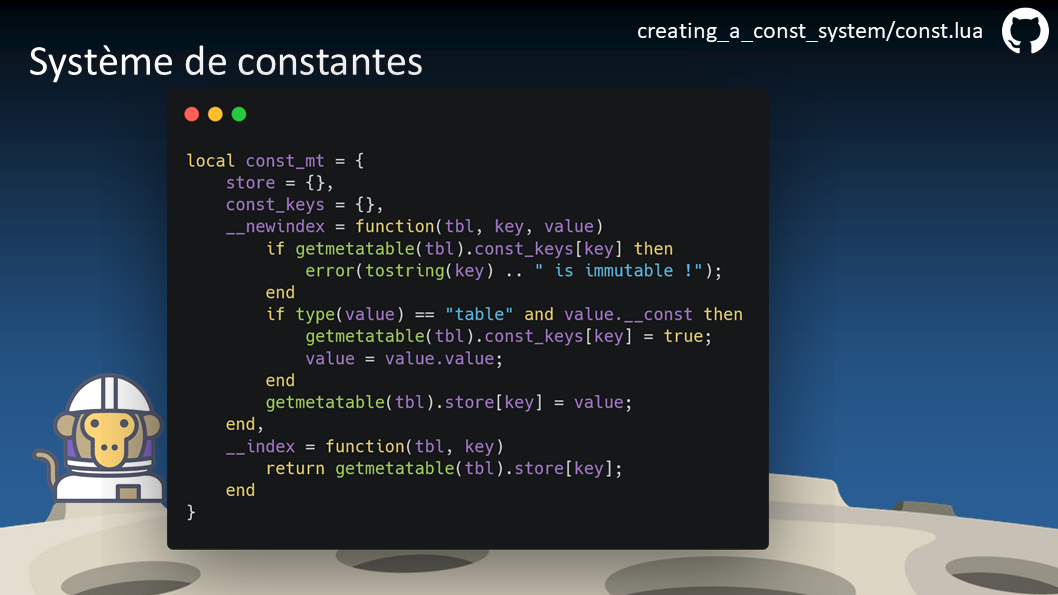 creating_a_const_system/const.lua
Système de constantes
local const_mt = {
    store = {},
    const_keys = {},
    __newindex = function(tbl, key, value)
        if getmetatable(tbl).const_keys[key] then
            error(tostring(key) .. " is immutable !");
        end
        if type(value) == "table" and value.__const then
            getmetatable(tbl).const_keys[key] = true;
            value = value.value;
        end
        getmetatable(tbl).store[key] = value;
    end,
    __index = function(tbl, key)
        return getmetatable(tbl).store[key];
    end
}